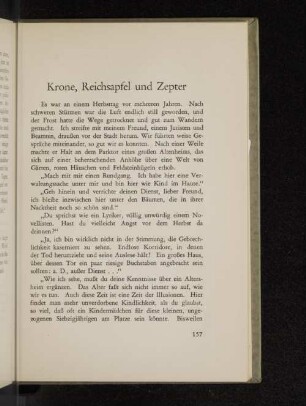 Krone, Reichsapfel und Zepter
Es war an einem Herbsttag vor mehreren Jahren. Nach
schweren Stürmen war die Luft endlich still geworden, und
der Frost hatte die Wege getrocknet und gut zum Wandern
gemacht. Ich streifte mit meinem Freund, einem Juristen und
Beamten, draußen vor der Stadt herum. Wir führten weise Ge-
spräche miteinander, so gut wir es konnten. Nach einer Weile
machten wir Halt an dem Parktor eines großen Altersheims, das
sich auf einer beherrschenden Anhöhe über eine Welt von
Gärten, roten Häuschen und Feldsteinhügeln erhob.
„Mach mit mir einen Rundgang. Ich habe hier eine Ver-
waltungssache unter mir und bin hier wie Kind im Hause.“
„Geh hinein und verrichte deinen Dienst, lieber Freund,
ich bleibe inzwischen hier unter den Bäumen, die in ihrer
Nacktheit noch so schön sind.“
„Du sprichst wie ein Lyriker, völlig unwürdig einem No-
vellisten. Hast du vielleicht Angst vor dem Herbst da
drinnen?“
„Ja, ich bin wirklich nicht in der Stimmung, die Gebrech-
lichkeit kaserniert zu sehen. Endlose Korridore, in denen
der Tod herumzieht und seine Auslese hält! Ein großes Haus,
über dessen Tür ein paar riesige Buchstaben angebracht sein
sollten: a. D., außer Dienst . . .“
„Wie ich sehe, mußt du deine Kenntnisse über ein Alters-
heim ergänzen. Das Alter faßt sich nicht immer so auf, wie
wir es tun. Auch diese Zeit ist eine Zeit der Illusionen. Hier
findet man mehr unverdorbene Kindlichkeit, als du glaubst,
so viel, daß oft ein Kindermädchen für diese kleinen, unge-
zogenen Siebzigjährigen am Platze sein könnte. Bisweilen
157